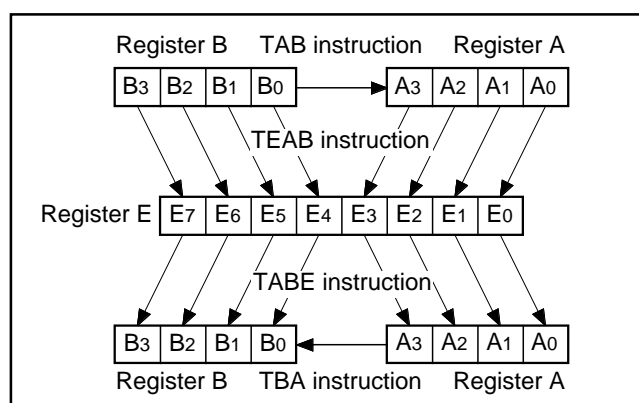 Register B TAB instruction Register A
B3 B2 B1 B0 A3 A2 A1 A0
TEAB instruction
Register E E7 E6 E5 E4 E3 E2 E1 E0
TABE instruction
B3 B2 B1 B0 A3 A2 A1 A0
Register B TBA instruction Register A